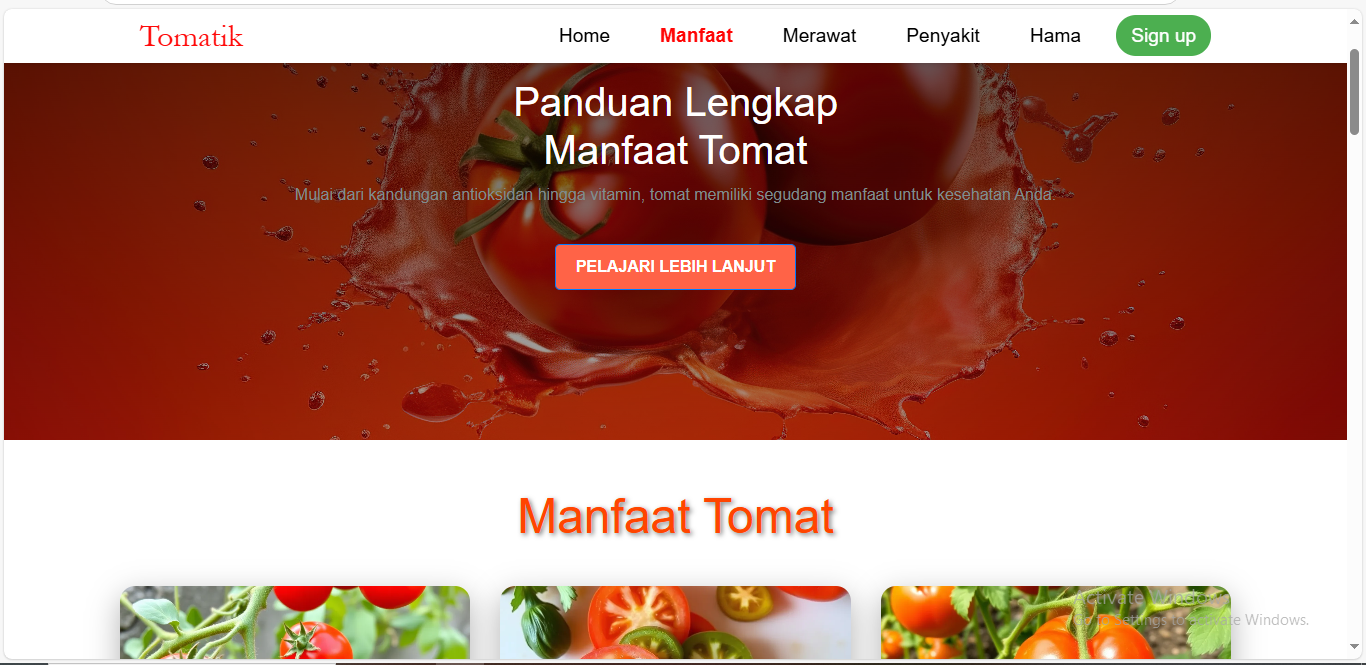 Tomatik
Home Manfaat Merawat Penyakit Hama Sign up
Panduan Lengkap
Manfaat Tomat
Mulai dari kandungan antioksidan hingga vitamin, tomat memiliki segudang manfaat untuk kesehatan Anda.
PELAJARI LEBIH LANJUT
Manfaat Tomat
Activate Windows
Go to Settings to activate Windows.